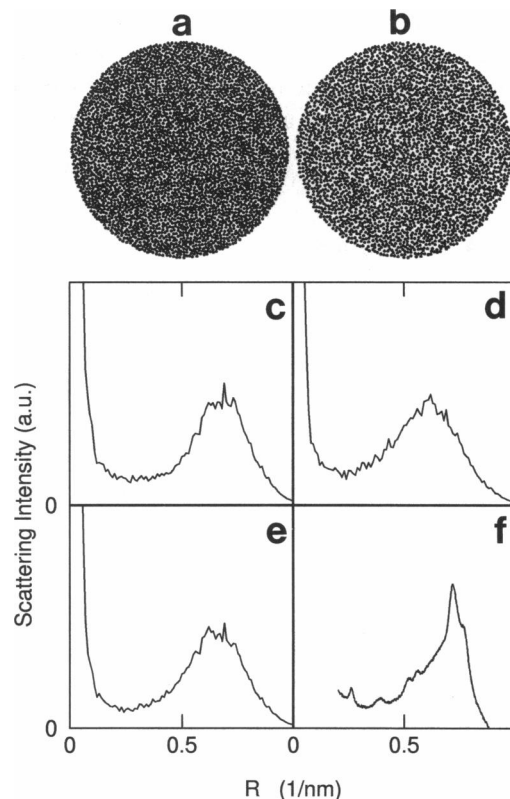 a b
c d
e f
Scattering Intensity (a.u.)
0
0
0 0.5 0 0.5
R (1/nm)